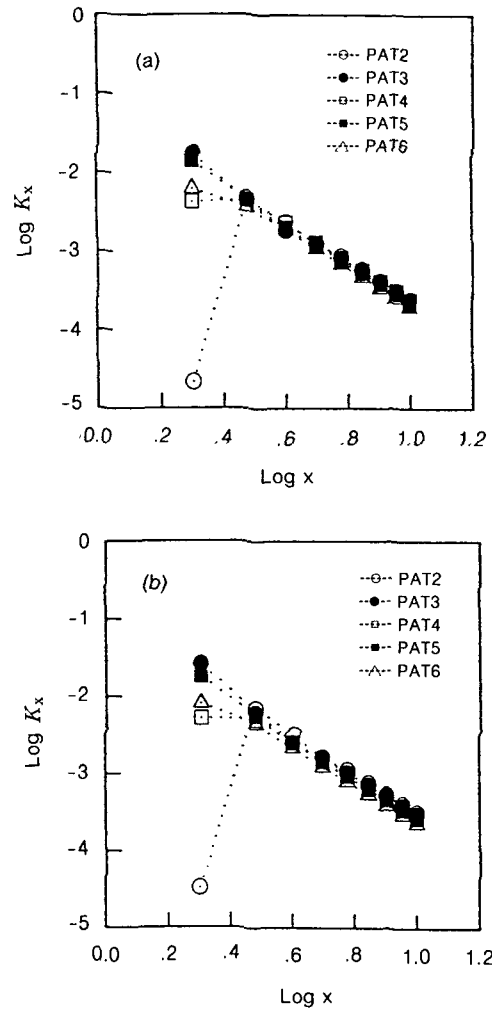 0
(a)
PAT2
PAT3
PAT4
PAT5
PAT6
-1
-2
-3
-4
-5
Log Kx
0.0 .2 .4 .6 .8 1.0 1.2
Log x
0
(b)
PAT2
PAT3
PAT4
PAT5
PAT6
-1
-2
-3
-4
-5
Log Kx
0.0 .2 .4 .6 .8 1.0 1.2
Log x